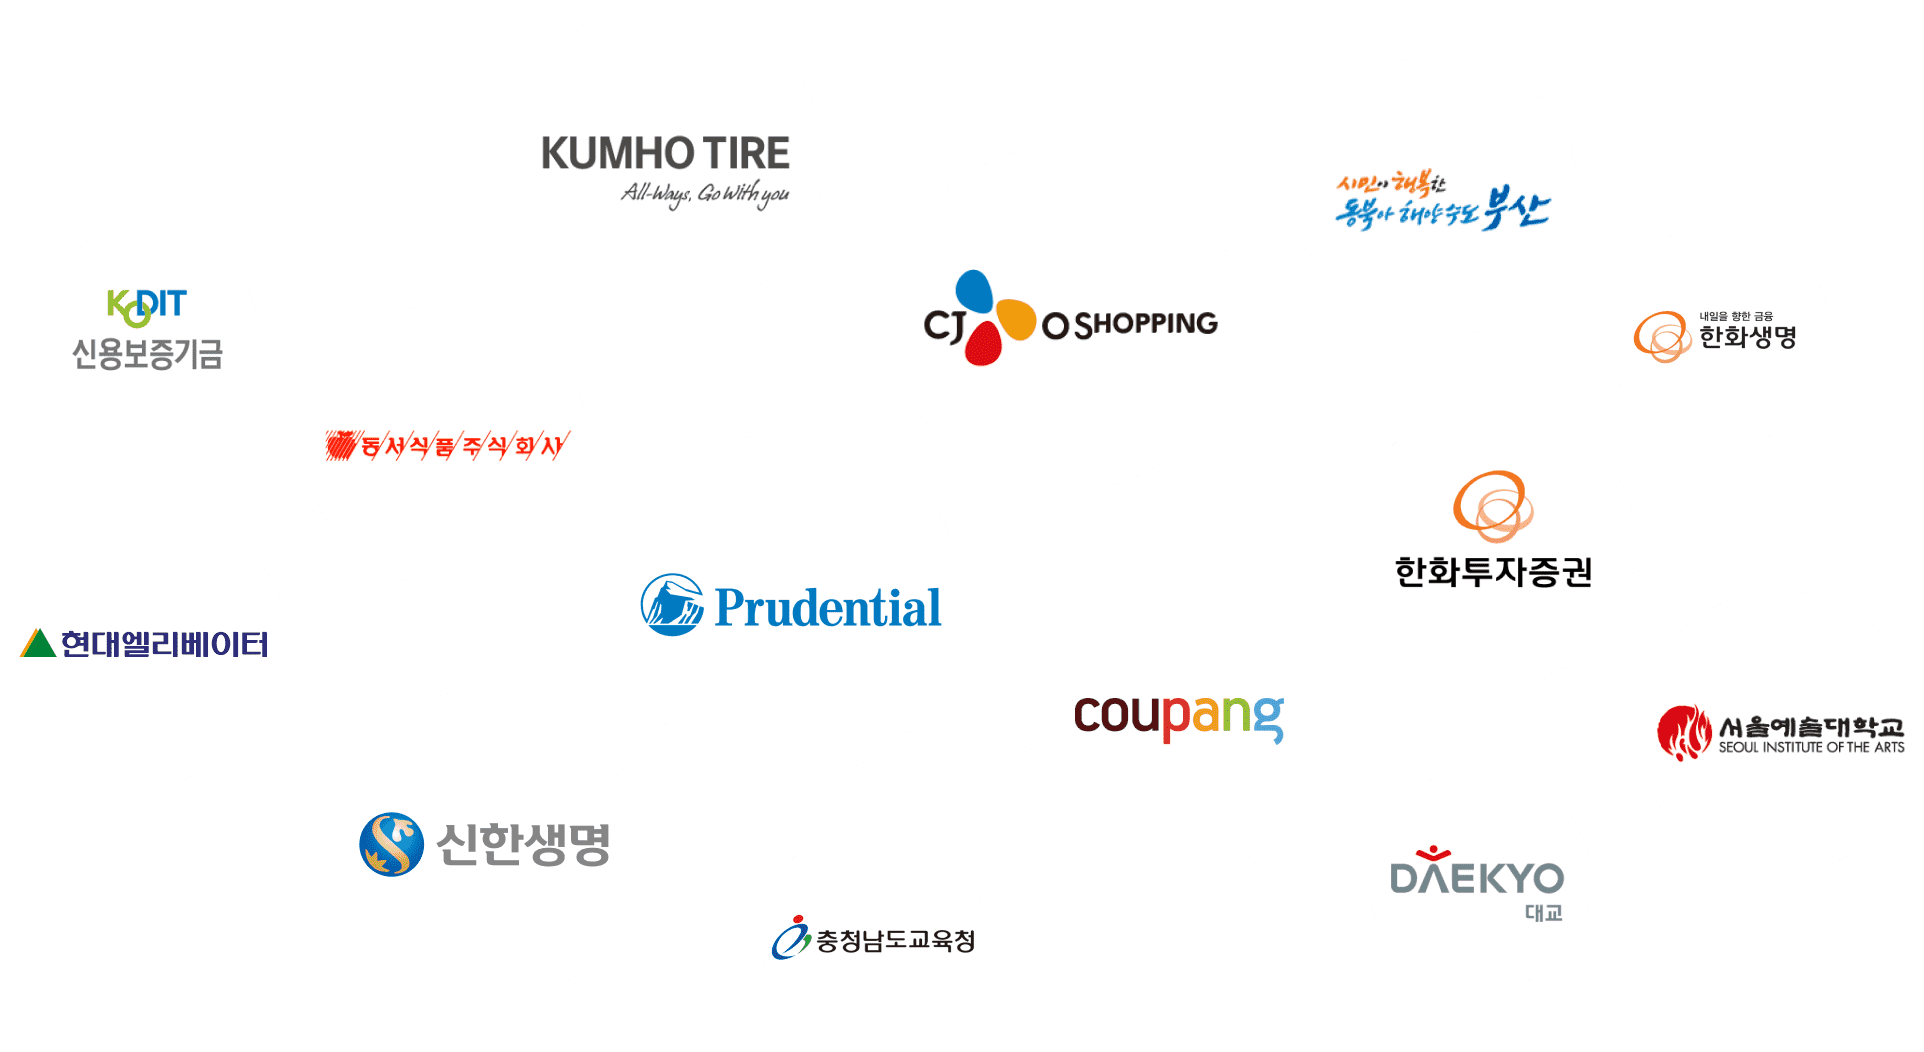 KUMHO TIRE
All-Ways, Go With you
시민이 행복한
동북아 해양수도 부산
KODIT
신용보증기금
CJ O SHOPPING
내일을 향한 금융
한화생명
동서식품주식회사
한화투자증권
Prudential
현대엘리베이터
coupang
서울예술대학교
SEOUL INSTITUTE OF THE ARTS
신한생명
DAEKYO
대교
충청남도교육청